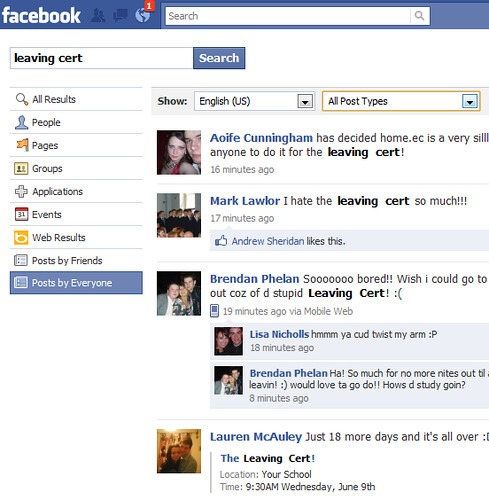 facebook
1
Search
leaving cert
Search
All Results
People
Pages
Groups
Applications
31
Events
Web Results
Posts by Friends
Posts by Everyone
Show:
English (US)
All Post Types
Aoife Cunningham has decided home.ec is a very silll
anyone to do it for the leaving cert!
16 minutes ago
Mark Lawlor I hate the leaving cert so much!!!
17 minutes ago
Andrew Sheridan likes this.
Brendan Phelan Sooooooo bored!! Wish i could go to
out coz of d stupid Leaving Cert! :(
19 minutes ago via Mobile Web
Lisa Nicholls hmmm ya cud twist my arm :P
18 minutes ago
Brendan Phelan Ha! So much for no more nites out til a
leavin! :) would love ta go do!! Hows d study goin?
8 minutes ago
Lauren McAuley Just 18 more days and it's all over :D
The Leaving Cert!
Location: Your School
Time: 9:30AM Wednesday, June 9th